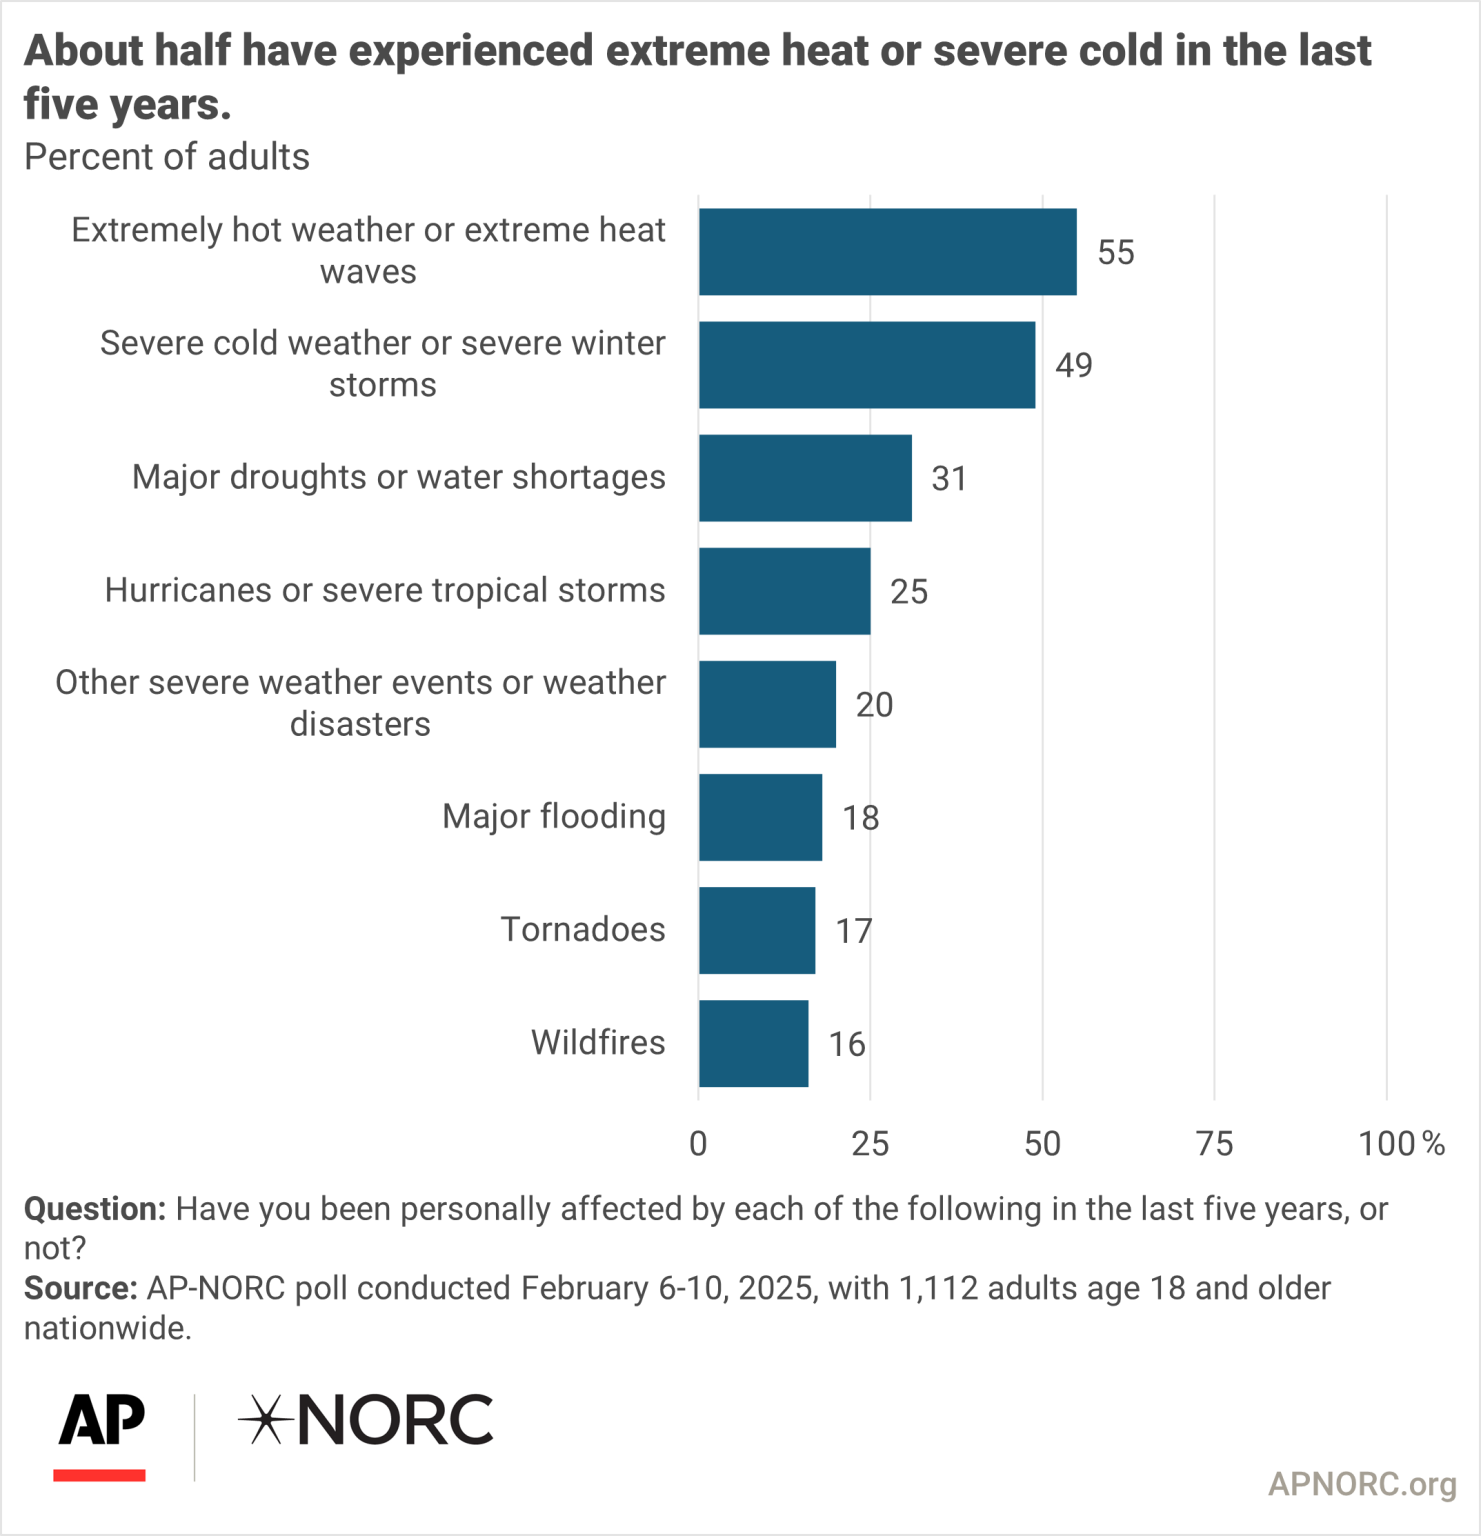 About half have experienced extreme heat or severe cold in the last
five years.
Percent of adults
Extremely hot weather or extreme heat
waves
55
Severe cold weather or severe winter
storms
49
Major droughts or water shortages
31
Hurricanes or severe tropical storms
25
Other severe weather events or weather
disasters
20
Major flooding
18
Tornadoes
17
Wildfires
16
0 25 50 75 100 %
Question: Have you been personally affected by each of the following in the last five years, or
not?
Source: AP-NORC poll conducted February 6-10, 2025, with 1,112 adults age 18 and older
nationwide.
AP NORC
APNORC.org